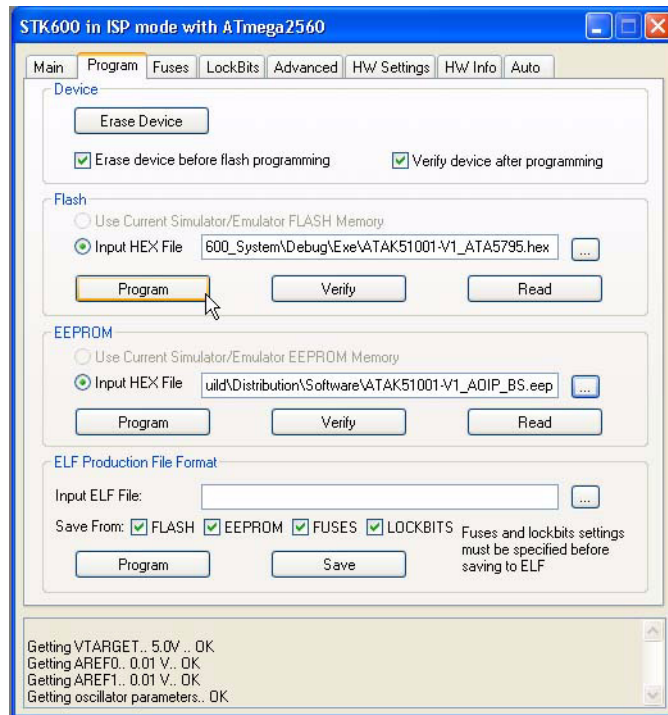 STK600 in ISP mode with ATmega2560
Main Program Fuses LockBits Advanced HW Settings HW Info Auto
Device
Erase Device
Erase device before flash programming Verify device after programming
Flash
Use Current Simulator/Emulator FLASH Memory
Input HEX File 600_System\Debug\Exe\ATAK51001-V1_ATA5795.hex ...
Program Verify Read
EEPROM
Use Current Simulator/Emulator EEPROM Memory
Input HEX File uild\Distribution\Software\ATAK51001-V1_AOIP_BS.eep ...
Program Verify Read
ELF Production File Format
Input ELF File: ...
Save From: FLASH EEPROM FUSES LOCKBITS
Fuses and lockbits settings
must be specified before
saving to ELF
Program Save
Getting VTARGET.. 5.0V .. OK
Getting AREF0.. 0.01 V.. OK
Getting AREF1.. 0.01 V.. OK
Getting oscillator parameters.. OK